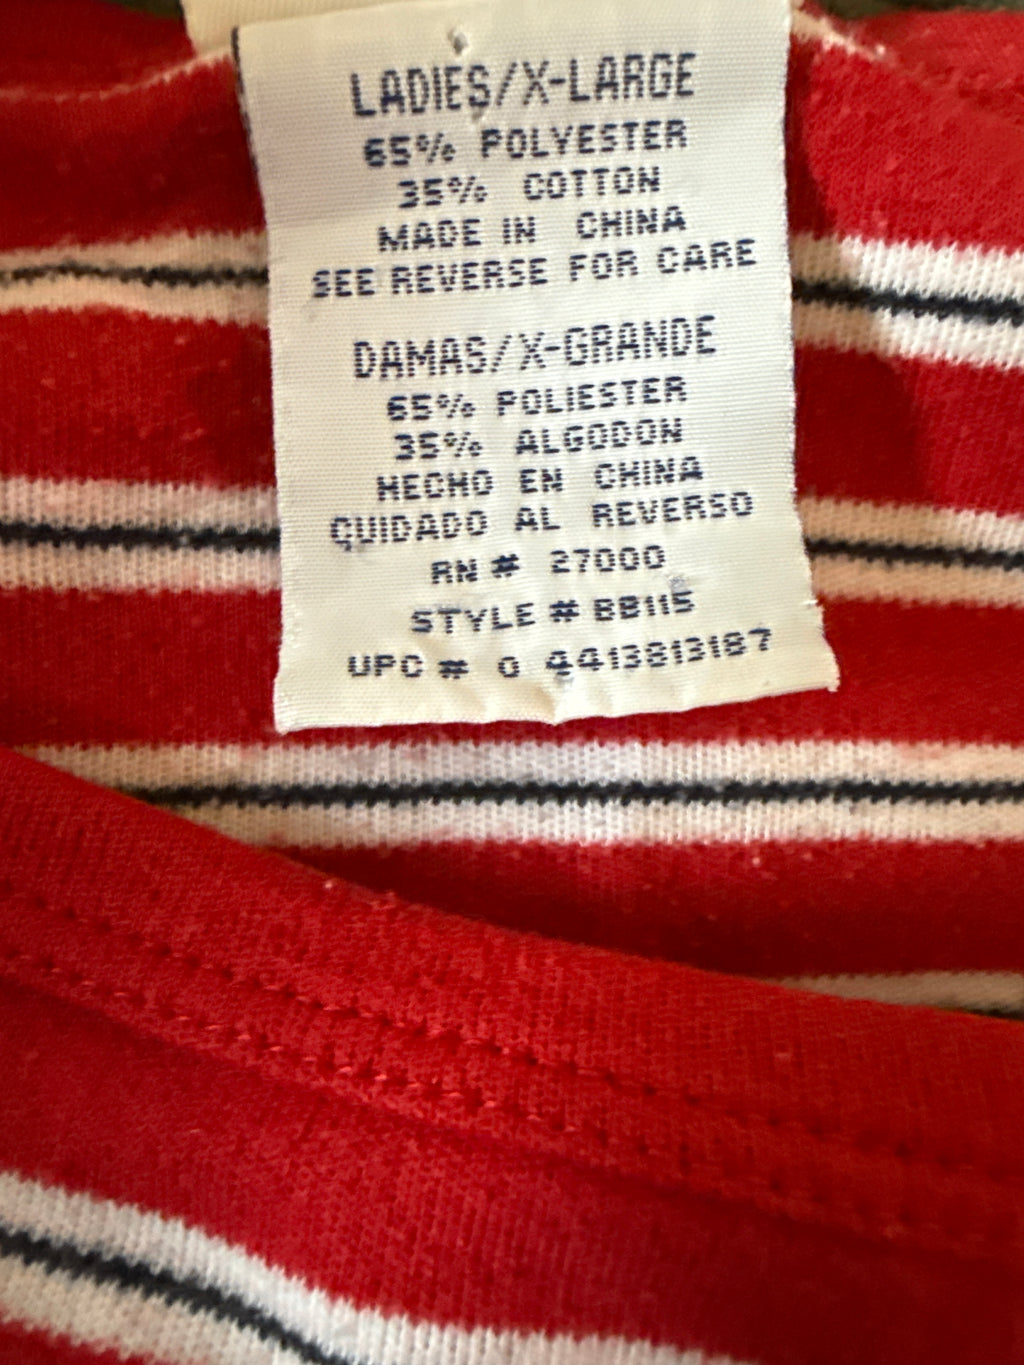 LADIES/X-LARGE
65% POLYESTER
35% COTTON
MADE IN CHINA
SEE REVERSE FOR CARE
DAMAS/X-GRANDE
65% POLIESTER
35% ALGODON
HECHO EN CHINA
CUIDADO AL REVERSO
RN # 27000
STYLE # BB115
UPC # 0 4413813187